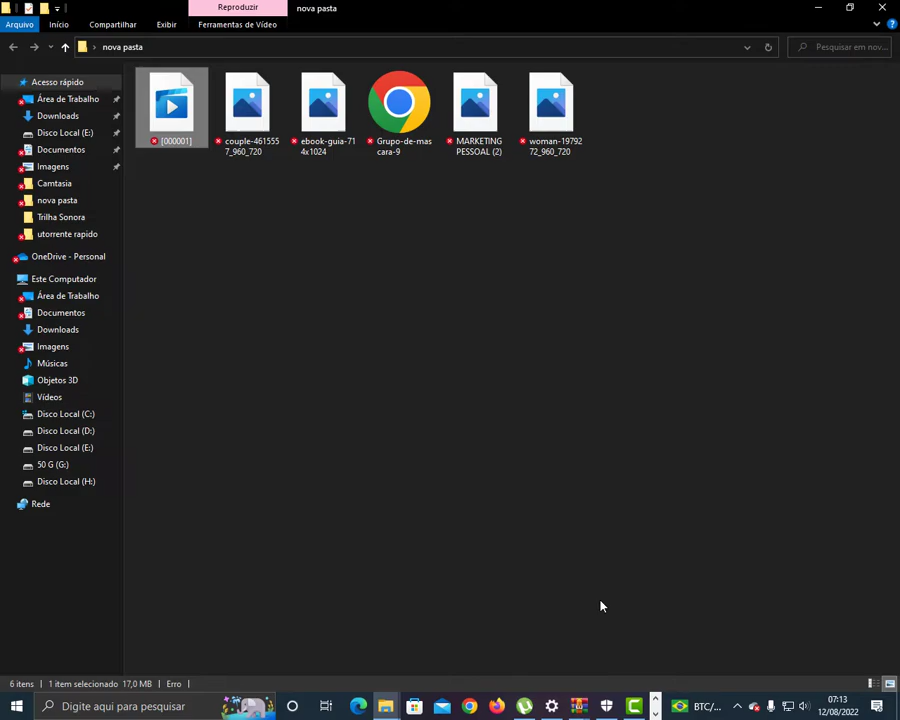 Reproduzir
nova pasta
Arquivo
Início
Compartilhar
Exibir
Ferramentas de Vídeo
nova pasta
Pesquisar em nov...
Acesso rápido
Área de Trabalho
Downloads
Disco Local (E:)
Documentos
Imagens
Camtasia
nova pasta
Trilha Sonora
utorrente rapido
OneDrive - Personal
Este Computador
Área de Trabalho
Documentos
Downloads
Imagens
Músicas
Objetos 3D
Vídeos
Disco Local (C:)
Disco Local (D:)
Disco Local (E:)
50 G (G:)
Disco Local (H:)
Rede
[000001]
couple-461555
7_960_720
ebook-guia-71
4x1024
Grupo-de-mas
cara-9
MARKETING
PESSOAL (2)
woman-19792
72_960_720
6 itens
1 item selecionado 17,0 MB
Erro
Digite aqui para pesquisar
BTC/...
07:13
12/08/2022